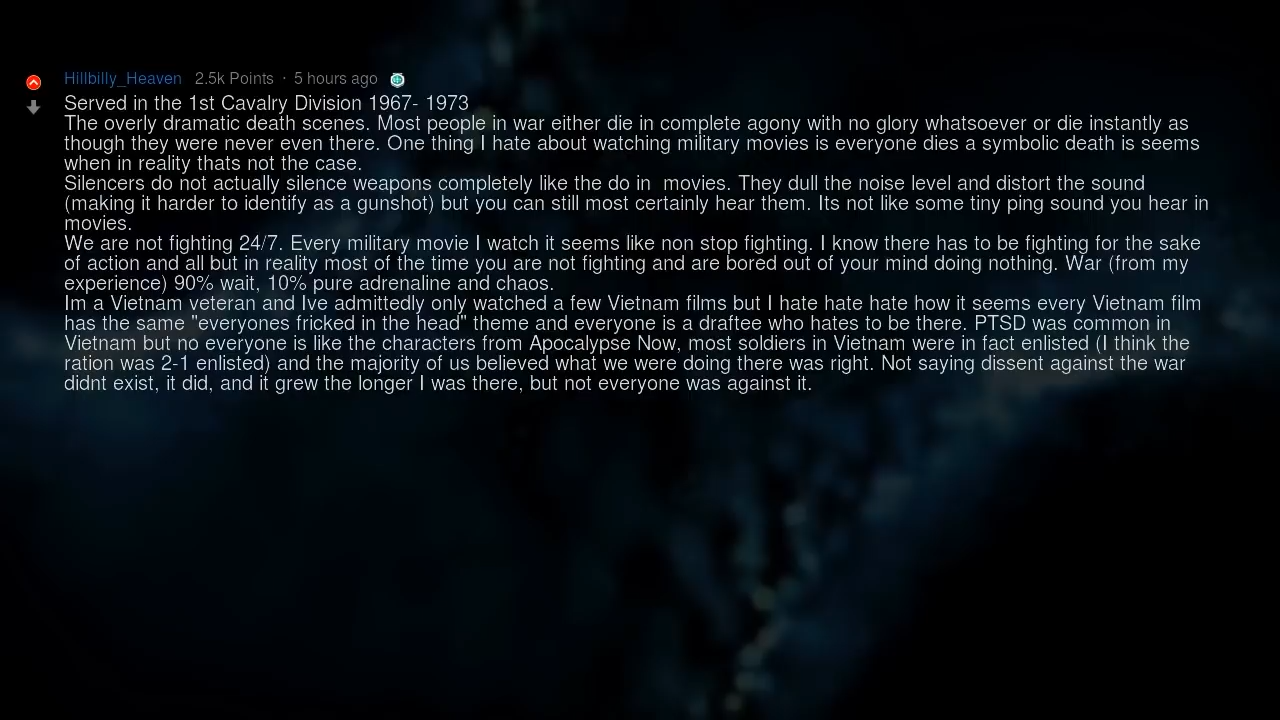 Hillbilly_Heaven 2.5k Points · 5 hours ago
Served in the 1st Cavalry Division 1967- 1973
The overly dramatic death scenes. Most people in war either die in complete agony with no glory whatsoever or die instantly as
though they were never even there. One thing I hate about watching military movies is everyone dies a symbolic death is seems
when in reality thats not the case.
Silencers do not actually silence weapons completely like the do in  movies. They dull the noise level and distort the sound
(making it harder to identify as a gunshot) but you can still most certainly hear them. Its not like some tiny ping sound you hear in
movies.
We are not fighting 24/7. Every military movie I watch it seems like non stop fighting. I know there has to be fighting for the sake
of action and all but in reality most of the time you are not fighting and are bored out of your mind doing nothing. War (from my
experience) 90% wait, 10% pure adrenaline and chaos.
Im a Vietnam veteran and Ive admittedly only watched a few Vietnam films but I hate hate hate how it seems every Vietnam film
has the same "everyones fricked in the head" theme and everyone is a draftee who hates to be there. PTSD was common in
Vietnam but no everyone is like the characters from Apocalypse Now, most soldiers in Vietnam were in fact enlisted (I think the
ration was 2-1 enlisted) and the majority of us believed what we were doing there was right. Not saying dissent against the war
didnt exist, it did, and it grew the longer I was there, but not everyone was against it.